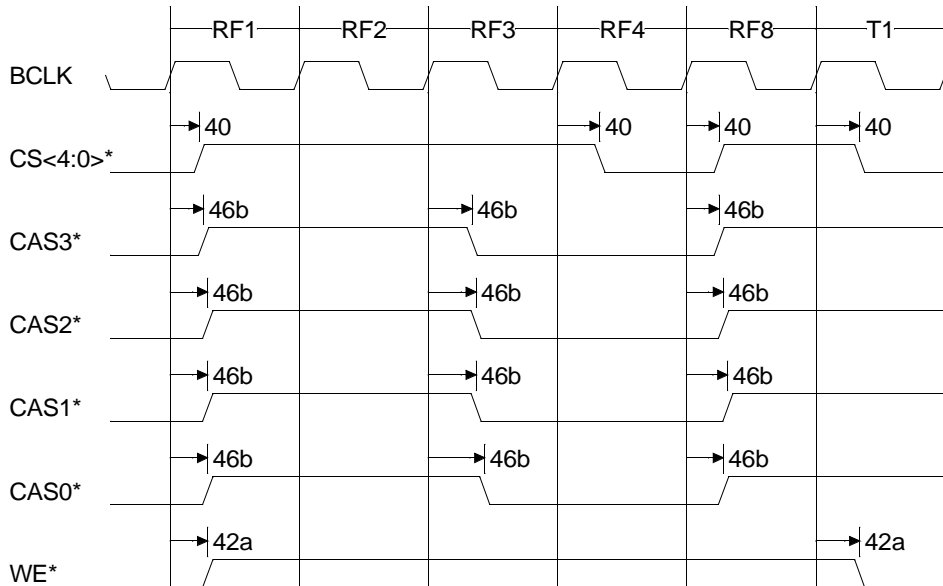 RF1 RF2 RF3 RF4 RF8 T1
BCLK
40 40 40 40
CS<4:0>*
46b 46b 46b
CAS3*
46b 46b 46b
CAS2*
46b 46b 46b
CAS1*
46b 46b 46b
CAS0*
42a 42a
WE*